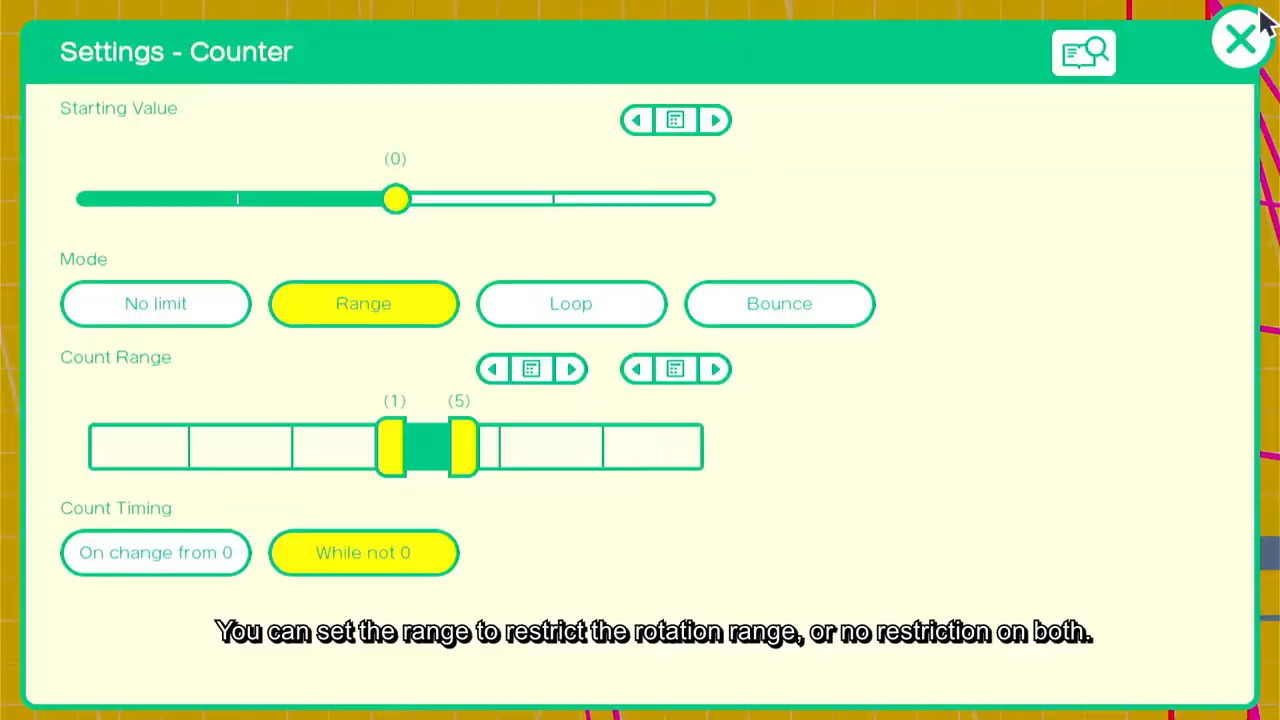 Settings - Counter
Starting Value
(0)
Mode
No limit
Range
Loop
Bounce
Count Range
(1)
(5)
Count Timing
On change from 0
While not 0
You can set the range to restrict the rotation range, or no restriction on both.